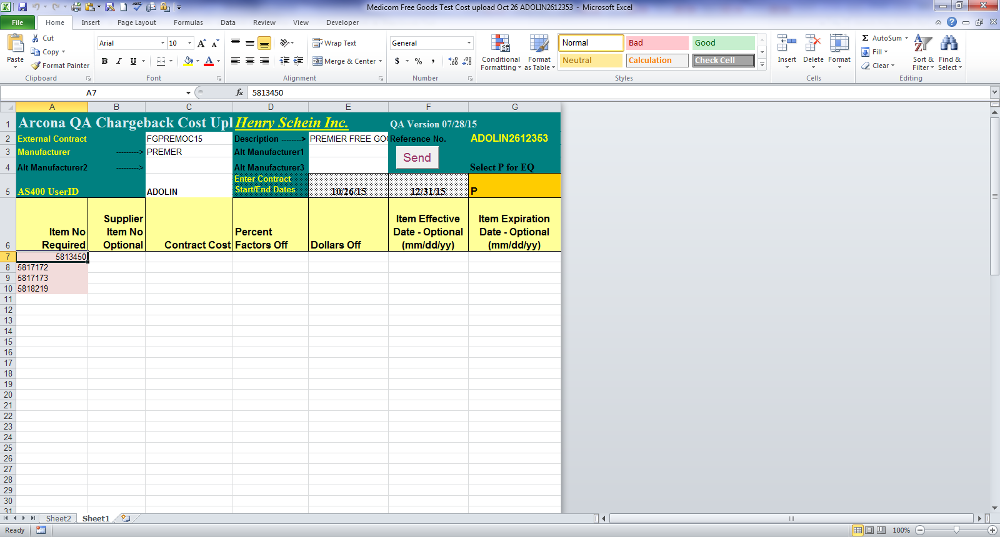 Medicom Free Goods Test Cost upload Oct 26 ADOLIN2612353 - Microsoft Excel
File Home Insert Page Layout Formulas Data Review View Developer
Paste
Cut
Copy
Format Painter
Clipboard
Arial 10
B I U
Font
Wrap Text
Merge & Center
Alignment
General
$ % ,
Number
Conditional Formatting
Format as Table
Normal Bad Good
Neutral Calculation Check Cell
Styles
Insert Delete Format
Cells
Σ AutoSum
Fill
Clear
Sort & Filter
Find & Select
Editing
A7 fx 5813450
A B C D E F G
1 Arcona QA Chargeback Cost Upl Henry Schein Inc. QA Version 07/28/15
2 External Contract FGPREMOC15 Description -------> PREMIER FREE GO Reference No. ADOLIN2612353
3 Manufacturer ---------> PREMER Alt Manufacturer1
Send
4 Alt Manufacturer2 ---------> Alt Manufacturer3 Select P for EQ
5 AS400 UserID ADOLIN Enter Contract Start/End Dates 10/26/15 12/31/15 P
6 Item No Required Supplier Item No Optional Contract Cost Percent Factors Off Dollars Off Item Effective Date - Optional (mm/dd/yy) Item Expiration Date - Optional (mm/dd/yy)
7 5813450
8 5817172
9 5817173
10 5818219
11
12
13
14
15
16
17
18
19
20
21
22
23
24
25
26
27
28
29
30
31
Sheet2 Sheet1
Ready 100%